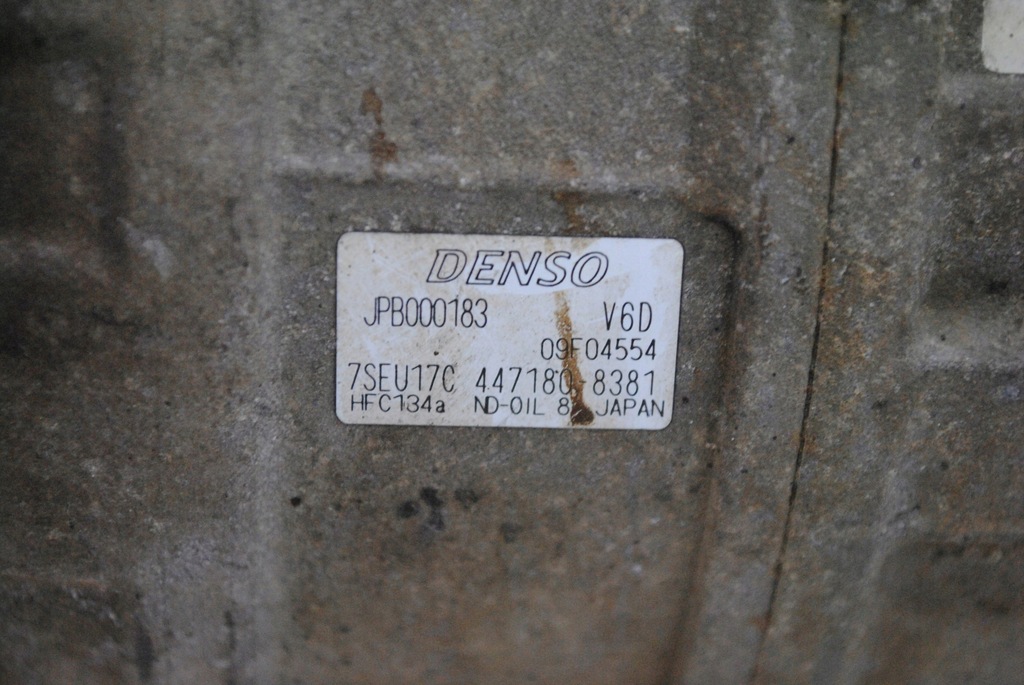 DENSO
JPB000183 V6D
09F04554
7SEU17C 447180 8381
HFC134a ND-OIL 8 JAPAN